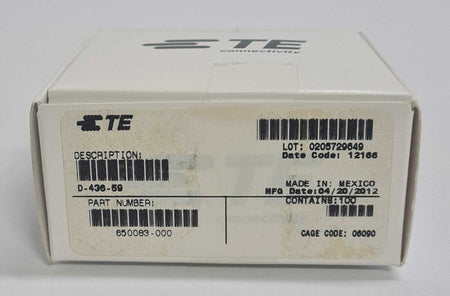 TE
connectivity
TE
LOT: 0205729649
Date Code: 12166
DESCRIPTION:
D-436-59
MADE IN: MEXICO
MFG Date:04/20/2012
PART NUMBER:
CONTAINS:100
650083-000
connectivity
CAGE CODE: 06090